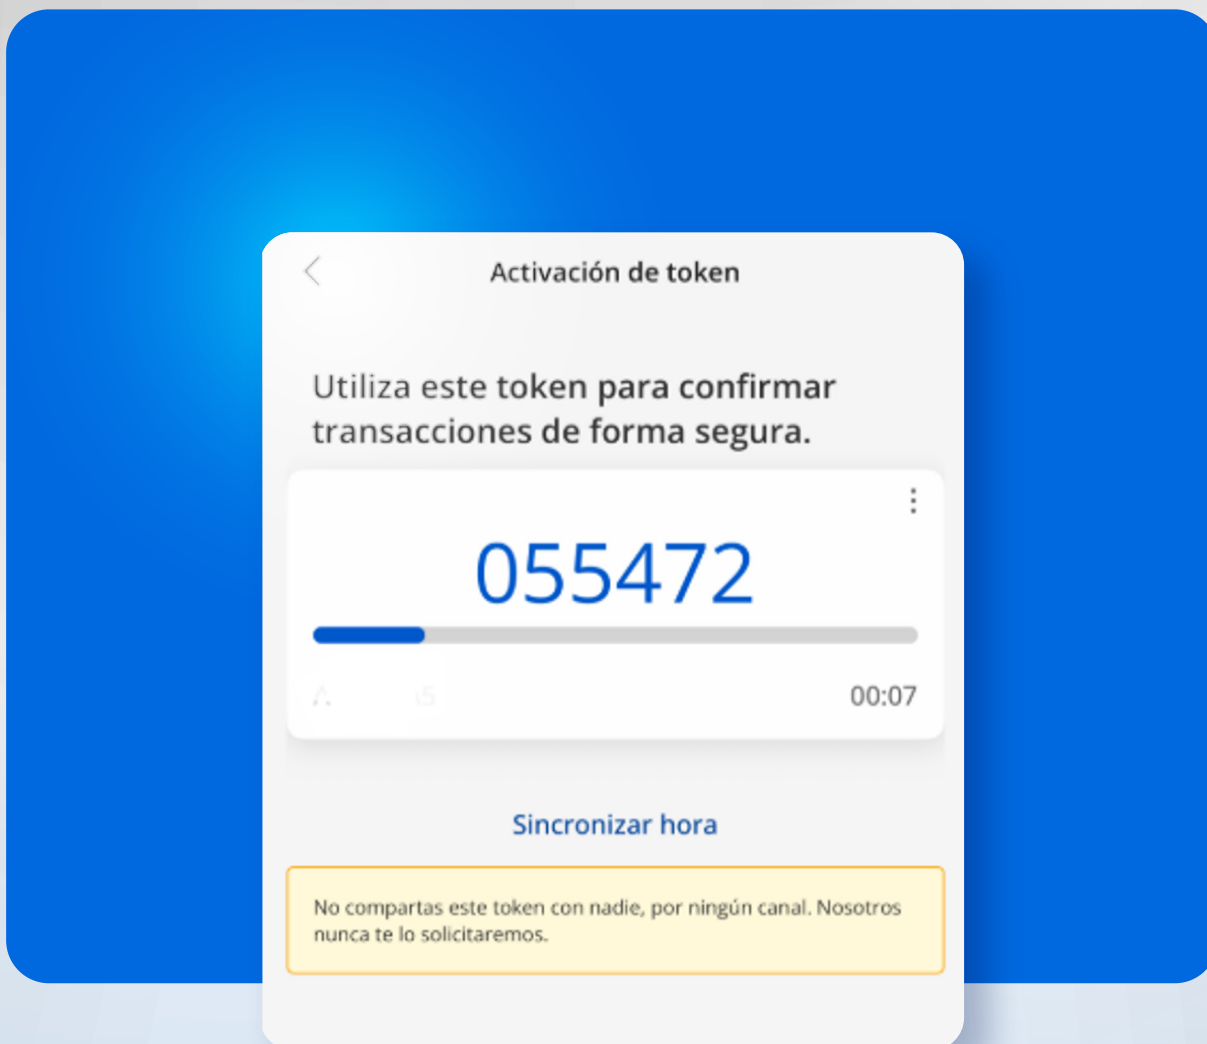 Activación de token
Utiliza este token para confirmar
transacciones de forma segura.
055472
00:07
Sincronizar hora
No compartas este token con nadie, por ningún canal. Nosotros
nunca te lo solicitaremos.